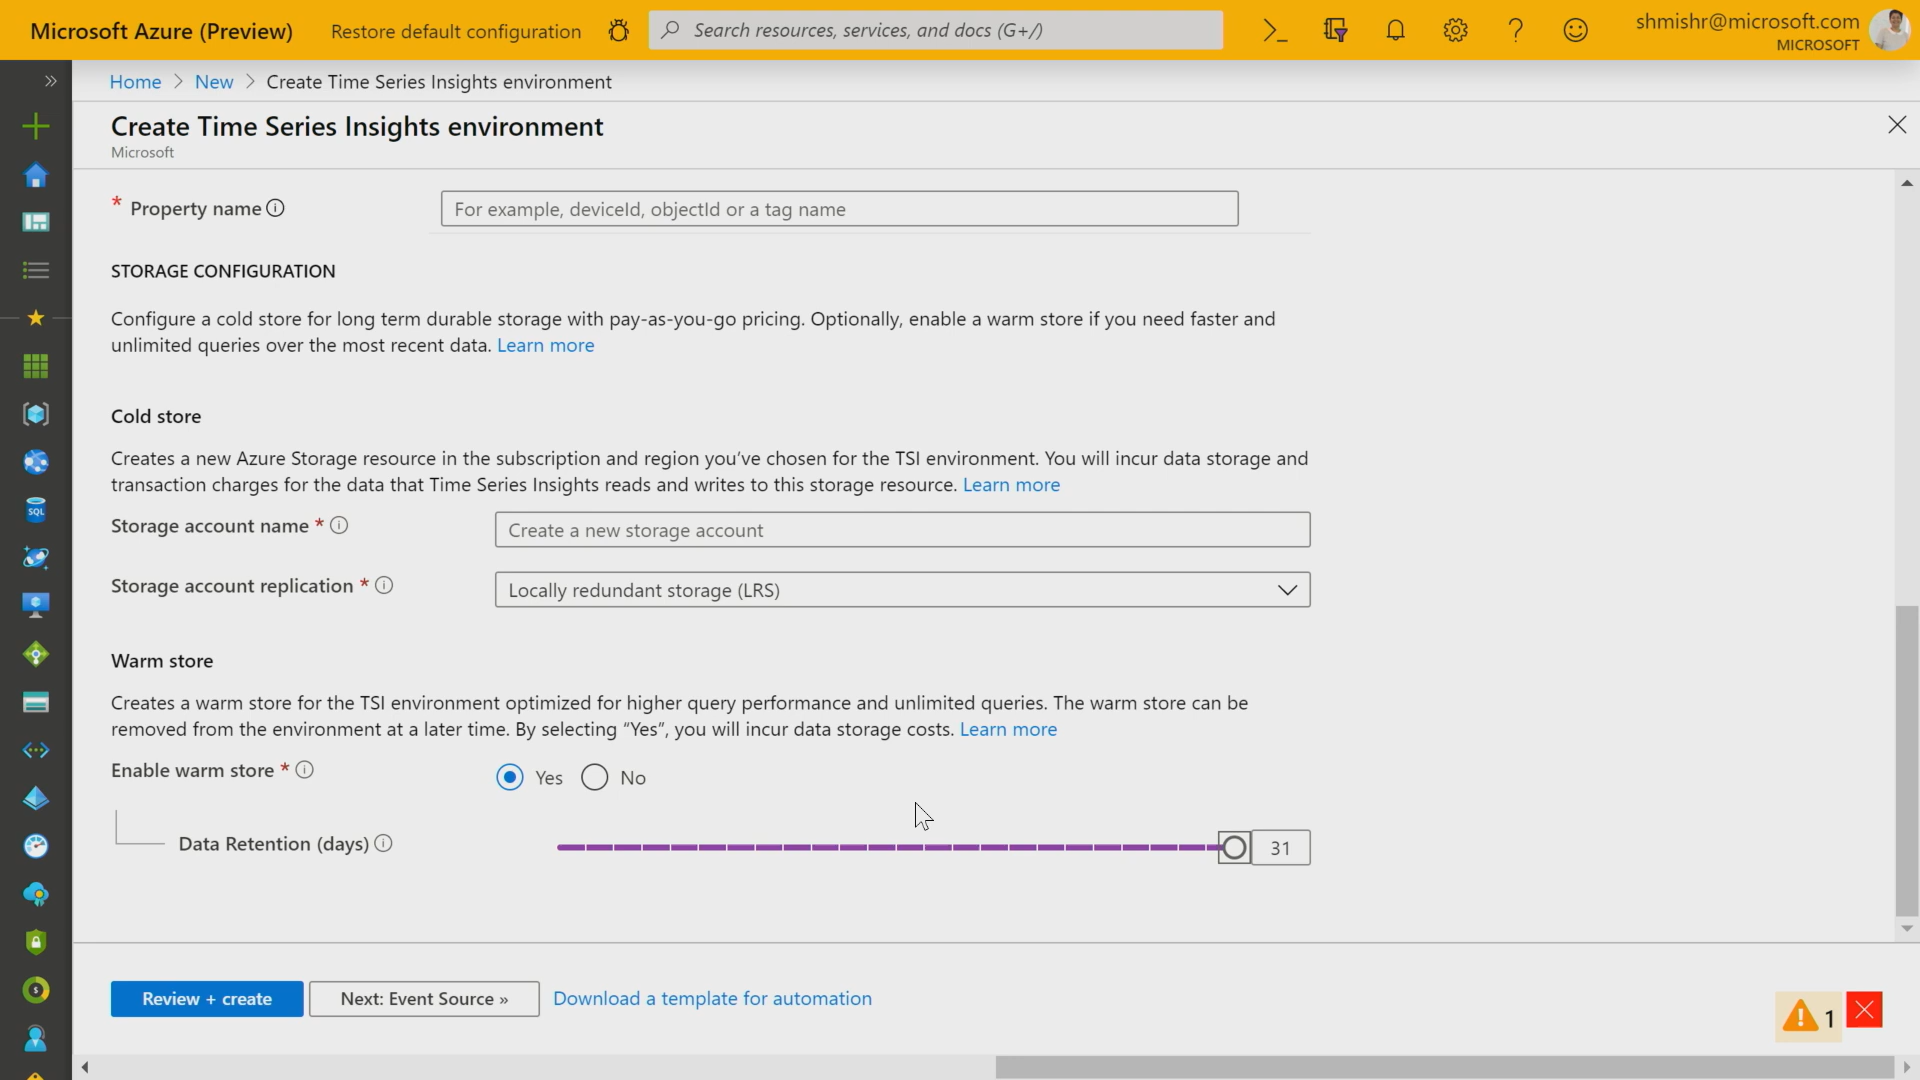 Microsoft Azure (Preview)
Restore default configuration
Search resources, services, and docs (G+/)
shmishr@microsoft.com
MICROSOFT
Home > New > Create Time Series Insights environment
Create Time Series Insights environment
Microsoft
* Property name
For example, deviceId, objectId or a tag name
STORAGE CONFIGURATION
Configure a cold store for long term durable storage with pay-as-you-go pricing. Optionally, enable a warm store if you need faster and
unlimited queries over the most recent data. Learn more
Cold store
Creates a new Azure Storage resource in the subscription and region you've chosen for the TSI environment. You will incur data storage and
transaction charges for the data that Time Series Insights reads and writes to this storage resource. Learn more
Storage account name *
Create a new storage account
Storage account replication *
Locally redundant storage (LRS)
Warm store
Creates a warm store for the TSI environment optimized for higher query performance and unlimited queries. The warm store can be
removed from the environment at a later time. By selecting “Yes”, you will incur data storage costs. Learn more
Enable warm store *
Yes
No
Data Retention (days)
31
Review + create
Next: Event Source »
Download a template for automation
1
SQL